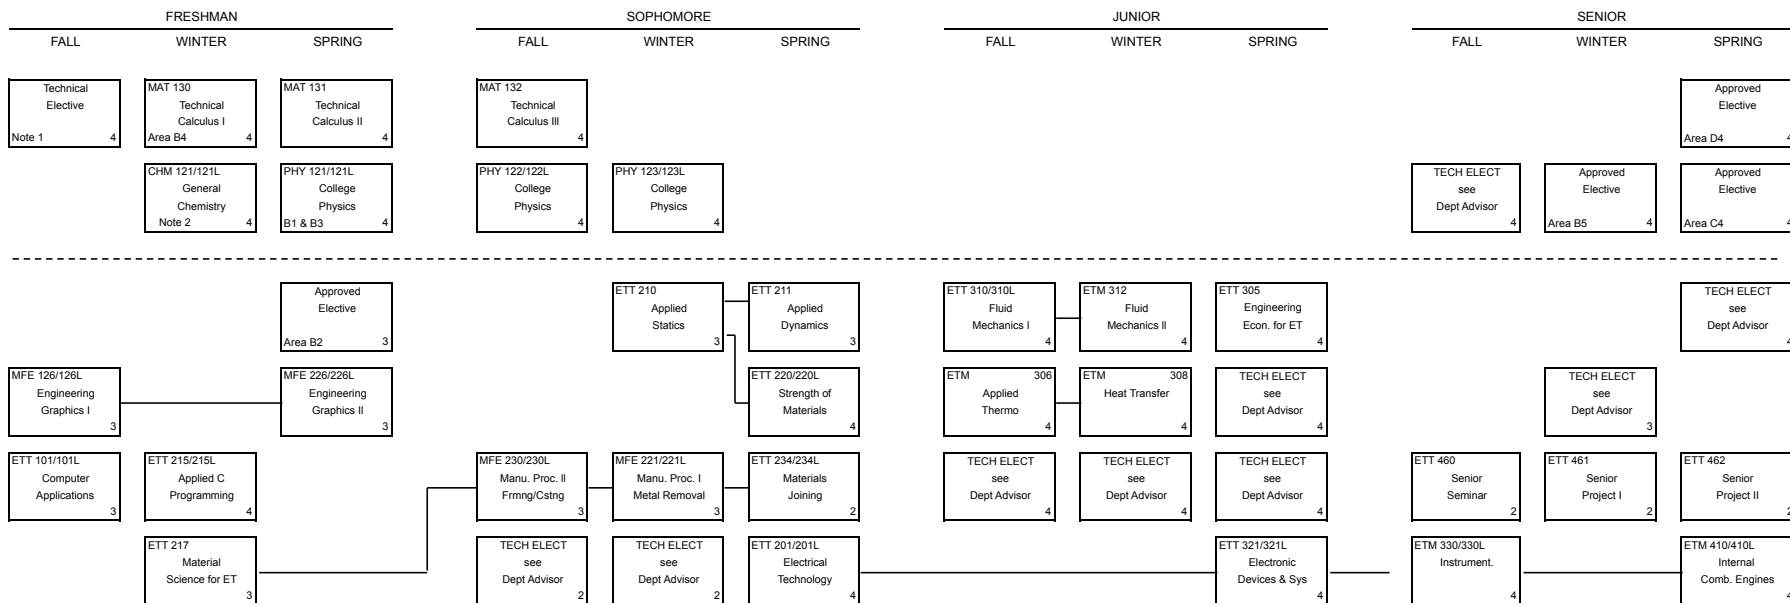 FRESHMAN SOPHOMORE JUNIOR SENIOR
FALL WINTER SPRING FALL WINTER SPRING FALL WINTER SPRING FALL WINTER SPRING
Technical
Elective
Note 1 4
MAT 130
Technical
Calculus I
Area B4 4
MAT 131
Technical
Calculus II
4
MAT 132
Technical
Calculus III
4
Approved
Elective
Area D4 4
CHM 121/121L
General
Chemistry
Note 2 4
PHY 121/121L
College
Physics
B1 & B3 4
PHY 122/122L
College
Physics
4
PHY 123/123L
College
Physics
4
TECH ELECT
see
Dept Advisor
4
Approved
Elective
Area B5 4
Approved
Elective
Area C4 4
Approved
Elective
Area B2 3
ETT 210
Applied
Statics
3
ETT 211
Applied
Dynamics
3
ETT 310/310L
Fluid
Mechanics I
4
ETM 312
Fluid
Mechanics II
4
ETT 305
Engineering
Econ. for ET
4
TECH ELECT
see
Dept Advisor
4
MFE 126/126L
Engineering
Graphics I
3
MFE 226/226L
Engineering
Graphics II
3
ETT 220/220L
Strength of
Materials
4
ETM 306
Applied
Thermo
4
ETM 308
Heat Transfer
4
TECH ELECT
see
Dept Advisor
4
TECH ELECT
see
Dept Advisor
3
ETT 101/101L
Computer
Applications
3
ETT 215/215L
Applied C
Programming
4
MFE 230/230L
Manu. Proc. II
Frmng/Cstng
3
MFE 221/221L
Manu. Proc. I
Metal Removal
3
ETT 234/234L
Materials
Joining
2
TECH ELECT
see
Dept Advisor
4
TECH ELECT
see
Dept Advisor
4
TECH ELECT
see
Dept Advisor
4
ETT 460
Senior
Seminar
2
ETT 461
Senior
Project I
2
ETT 462
Senior
Project II
2
ETT 217
Material
Science for ET
3
TECH ELECT
see
Dept Advisor
2
TECH ELECT
see
Dept Advisor
2
ETT 201/201L
Electrical
Technology
4
ETT 321/321L
Electronic
Devices & Sys
4
ETM 330/330L
Instrument.
4
ETM 410/410L
Internal
Comb. Engines
4